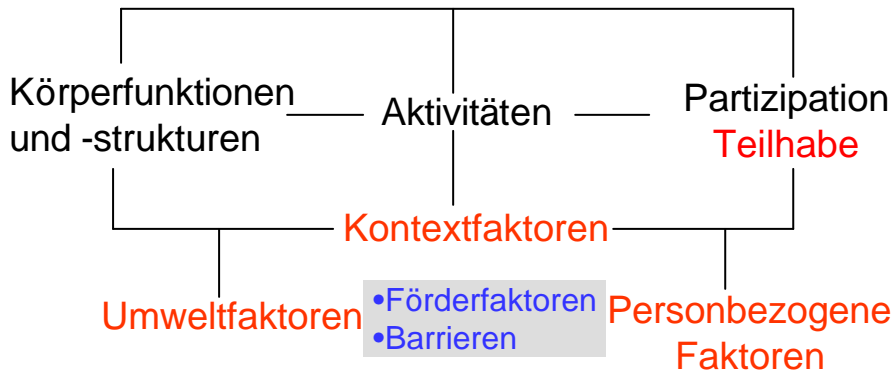 Körperfunktionen
und -strukturen
Aktivitäten
Partizipation
Teilhabe
Kontextfaktoren
Umweltfaktoren
•Förderfaktoren
•Barrieren
Personbezogene
Faktoren